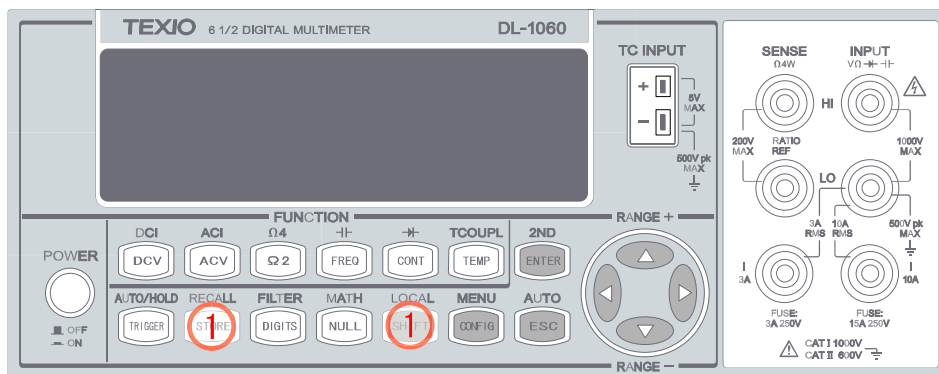 TEXIO 6 1/2 DIGITAL MULTIMETER DL-1060
TC INPUT
+
5V
MAX
−
500V pk
MAX
SENSE
Ω4W
INPUT
VΩ
HI
200V
MAX
RATIO
REF
1000V
MAX
LO
3A
RMS
10A
RMS
500V pk
MAX
I
3A
I
10A
FUSE:
3A 250V
FUSE:
15A 250V
CAT I 1000V
CAT II 600V
FUNCTION
DCI ACI Ω4 TCOUPL 2ND
DCV ACV Ω2 FREQ CONT TEMP ENTER
POWER
OFF
ON
AUTO/HOLD RECALL FILTER MATH LOCAL MENU AUTO
TRIGGER STORE 1 DIGITS NULL SHIFT 1 CONFIG ESC
RANGE +
RANGE −